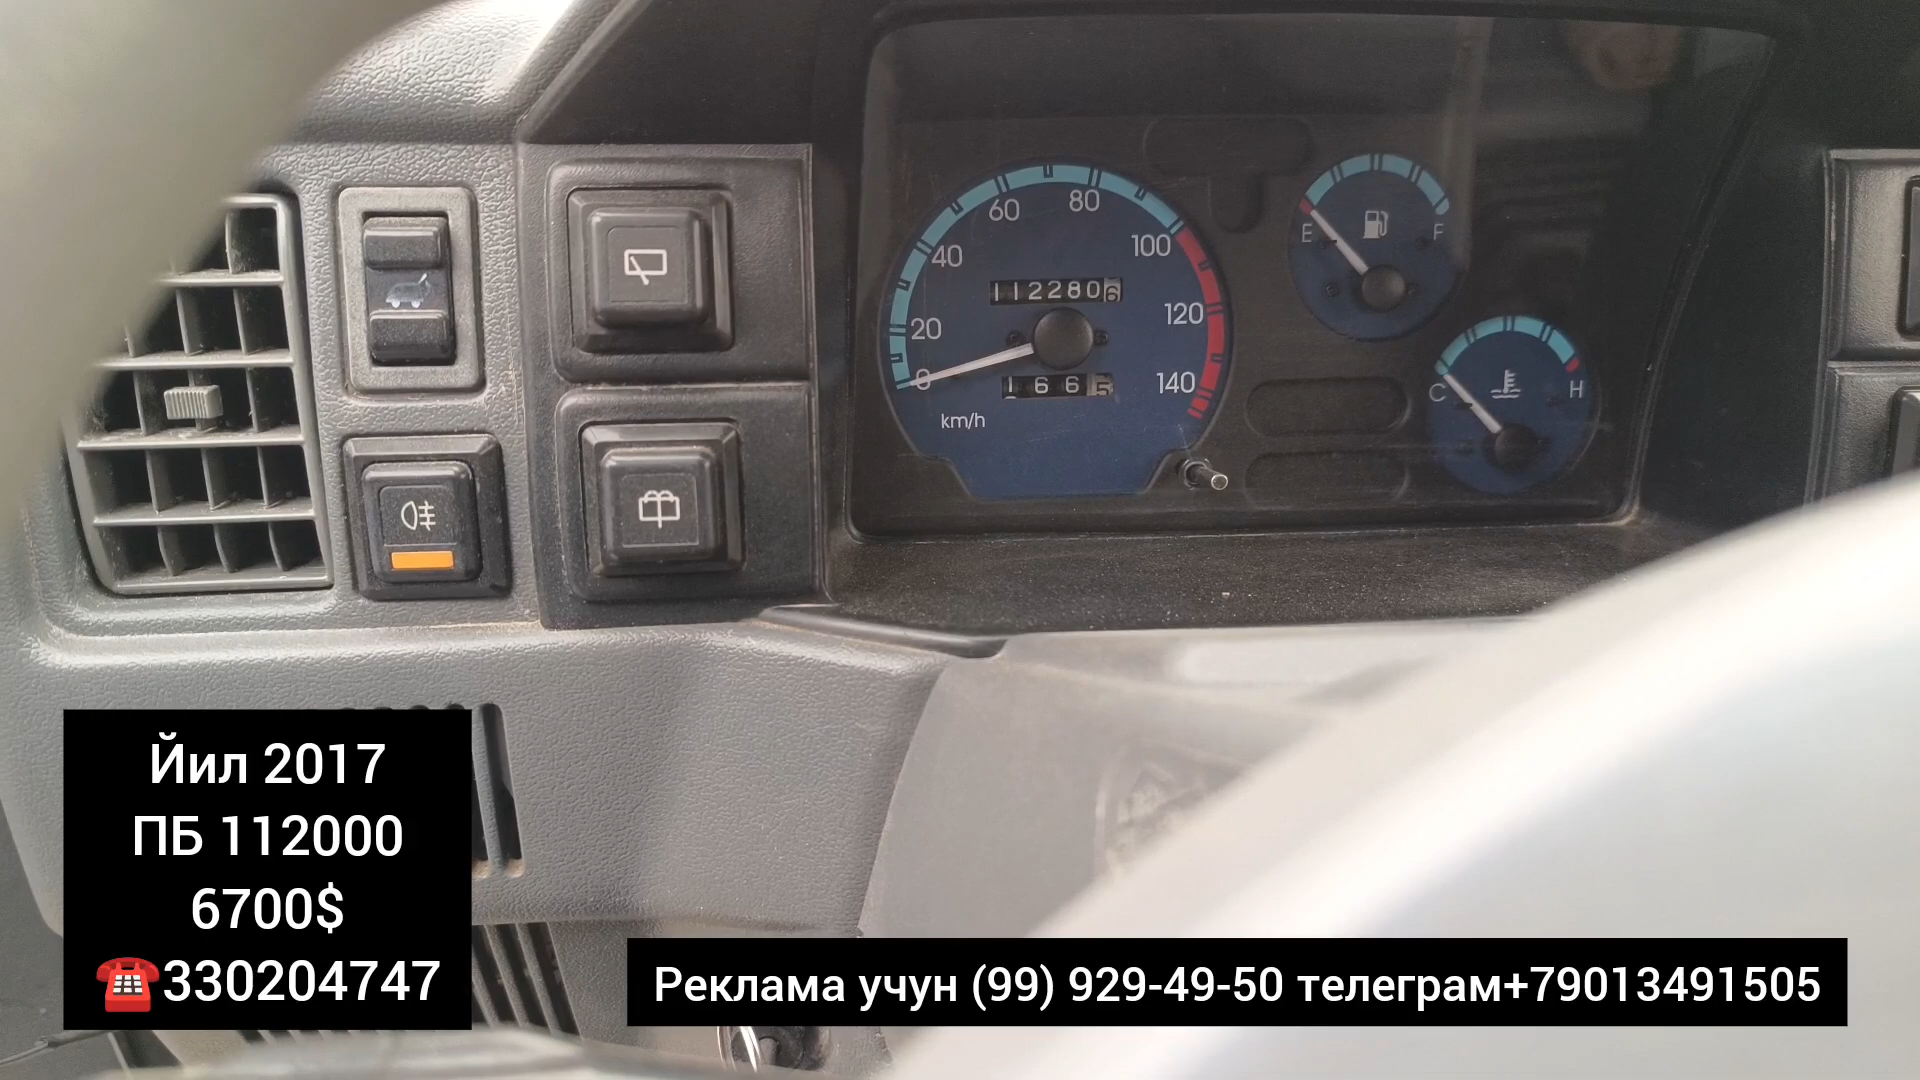 60
80
40
100
1122806
20
120
0
1665
140
km/h
E
F
C
H
Йил 2017
ПБ 112000
6700$
☎️330204747
Реклама учун (99) 929-49-50 телеграм+79013491505